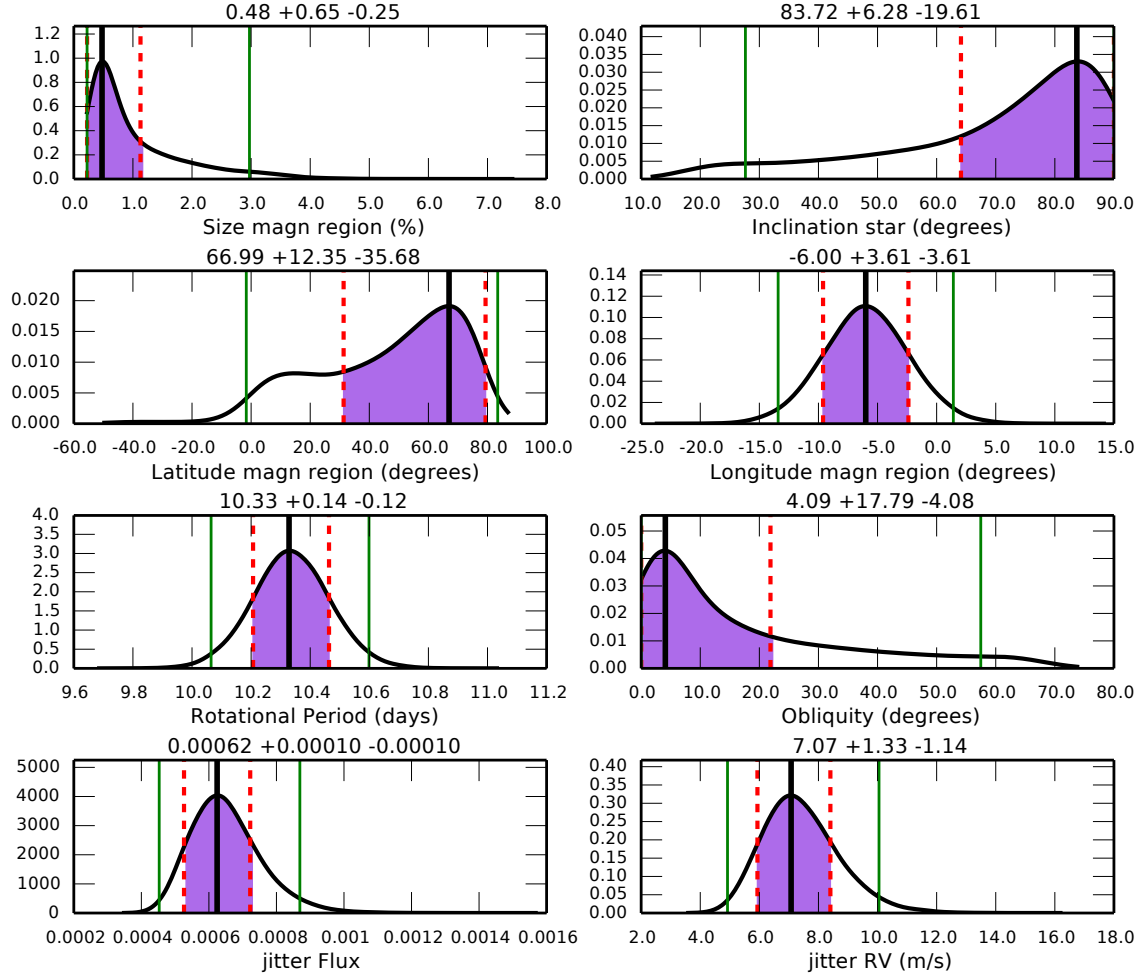 0.48 +0.65 -0.25
83.72 +6.28 -19.61
1.2
1.0
0.8
0.6
0.4
0.2
0.0
0.0 1.0 2.0 3.0 4.0 5.0 6.0 7.0 8.0
Size magn region (%)
0.040
0.035
0.030
0.025
0.020
0.015
0.010
0.005
0.000
10.0 20.0 30.0 40.0 50.0 60.0 70.0 80.0 90.0
Inclination star (degrees)
66.99 +12.35 -35.68
-6.00 +3.61 -3.61
0.020
0.015
0.010
0.005
0.000
-60.0 -40.0 -20.0 0.0 20.0 40.0 60.0 80.0 100.0
Latitude magn region (degrees)
0.14
0.12
0.10
0.08
0.06
0.04
0.02
0.00
-25.0 -20.0 -15.0 -10.0 -5.0 0.0 5.0 10.0 15.0
Longitude magn region (degrees)
10.33 +0.14 -0.12
4.09 +17.79 -4.08
4.0
3.5
3.0
2.5
2.0
1.5
1.0
0.5
0.0
9.6 9.8 10.0 10.2 10.4 10.6 10.8 11.0 11.2
Rotational Period (days)
0.05
0.04
0.03
0.02
0.01
0.00
0.0 10.0 20.0 30.0 40.0 50.0 60.0 70.0 80.0
Obliquity (degrees)
0.00062 +0.00010 -0.00010
7.07 +1.33 -1.14
5000
4000
3000
2000
1000
0
0.0002 0.0004 0.0006 0.0008 0.001 0.0012 0.0014 0.0016
jitter Flux
0.40
0.35
0.30
0.25
0.20
0.15
0.10
0.05
0.00
2.0 4.0 6.0 8.0 10.0 12.0 14.0 16.0 18.0
jitter RV (m/s)